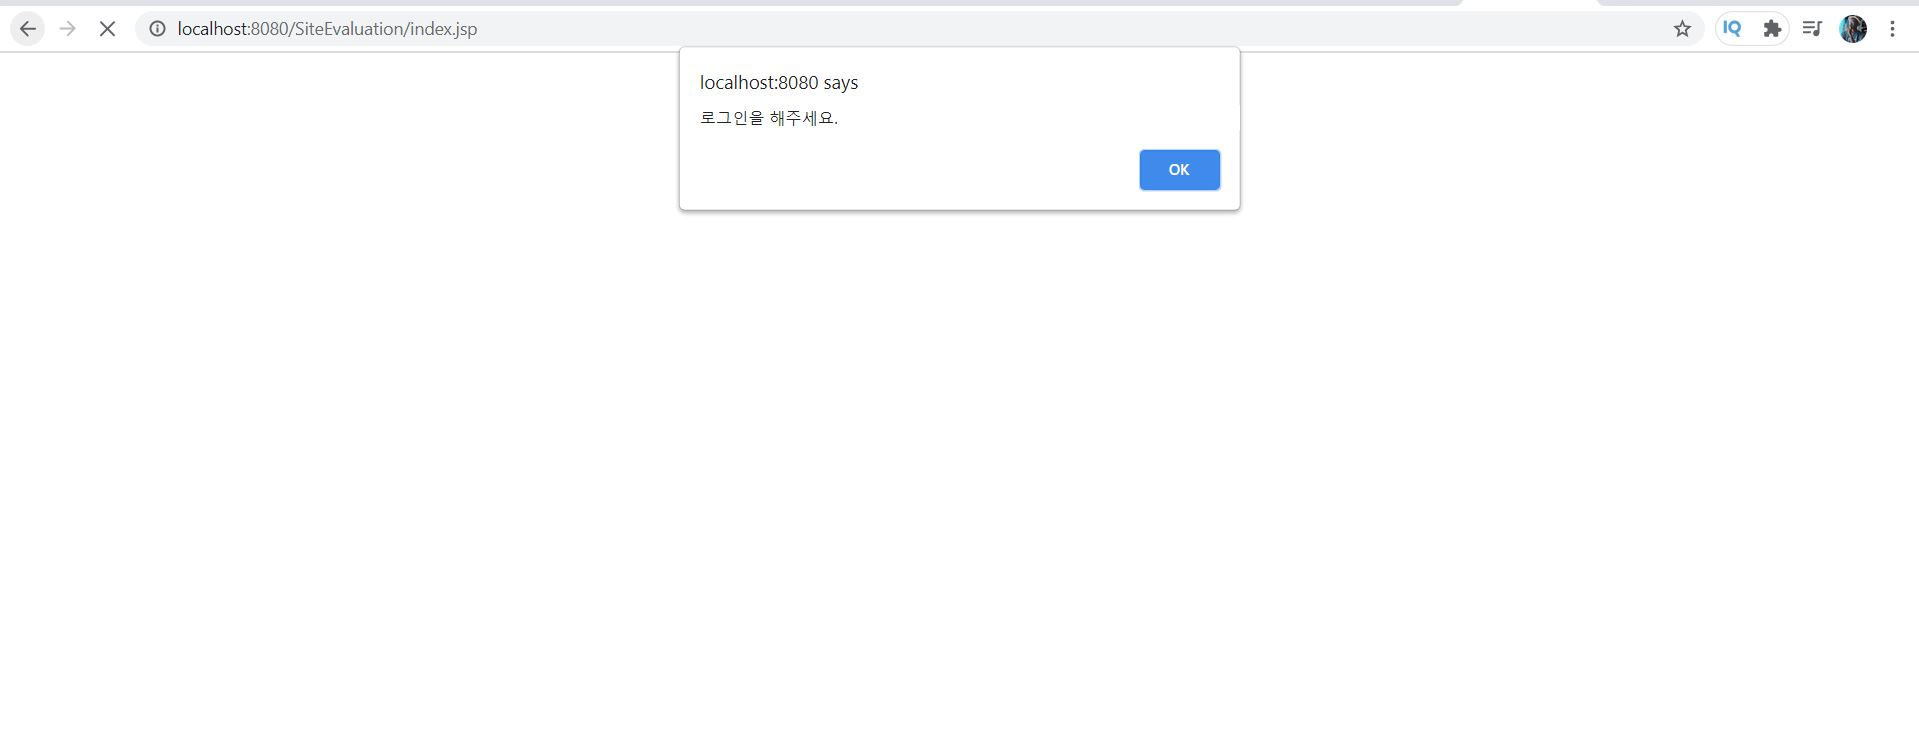 localhost:8080/SiteEvaluation/index.jsp
IQ
localhost:8080 says
로그인을 해주세요.
OK